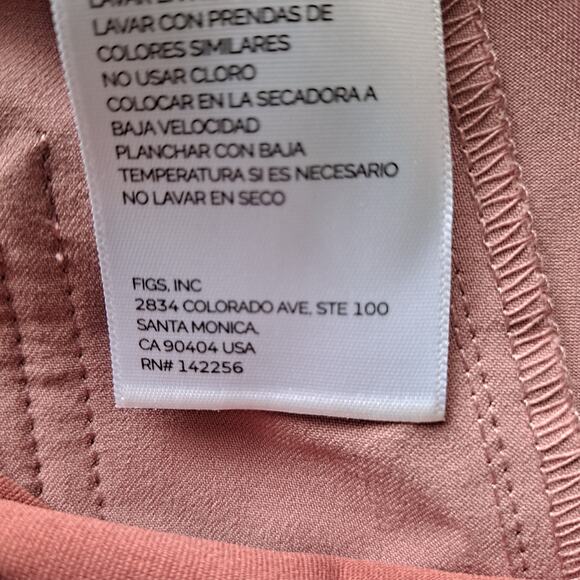 LAVAR CON PRENDAS DE
COLORES SIMILARES
NO USAR CLORO
COLOCAR EN LA SECADORA A
BAJA VELOCIDAD
PLANCHAR CON BAJA
TEMPERATURA SI ES NECESARIO
NO LAVAR EN SECO
FIGS, INC
2834 COLORADO AVE, STE 100
SANTA MONICA,
CA 90404 USA
RN# 142256